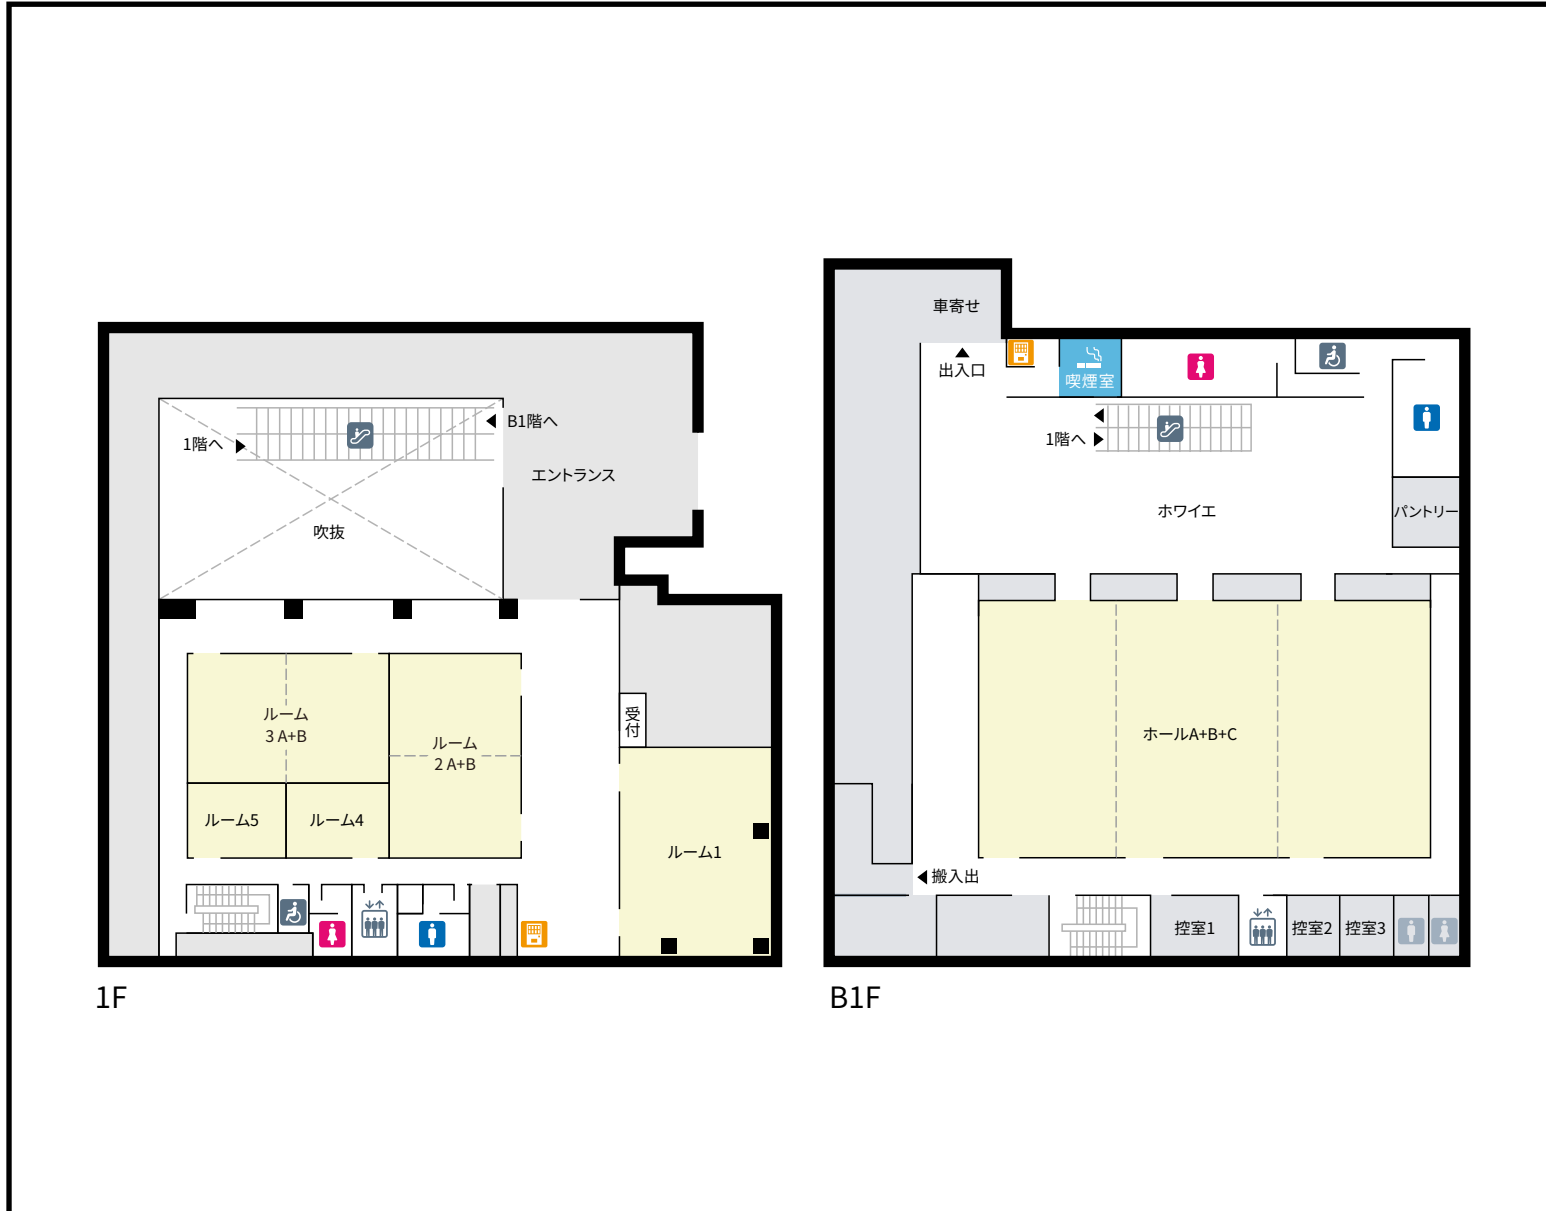 B1階へ
1階へ
エントランス
吹抜
ルーム
3 A+B
ルーム
2 A+B
受付
ルーム5
ルーム4
ルーム1
1F
車寄せ
出入口
喫煙室
1階へ
ホワイエ
パントリー
ホールA+B+C
搬入出
控室1
控室2
控室3
B1F